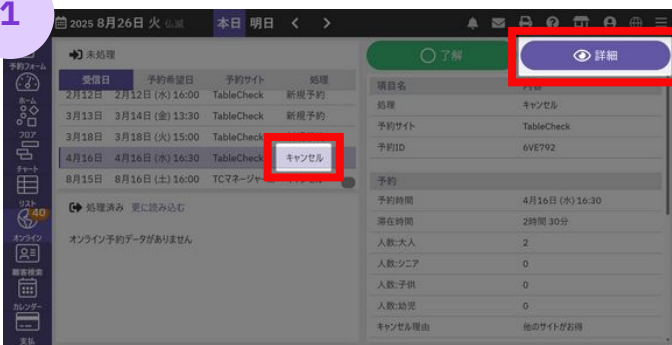 1
2025 8月26日 火 仏滅 本日 明日 < >
予約フォーム
ホーム
フロア
チャート
リスト
40
オンライン
顧客検索
カレンダー
支払
未処理
受信日 予約希望日 予約サイト 処理
2月12日 2月12日 (水) 16:00 TableCheck 新規予約
3月13日 3月14日 (金) 13:30 TableCheck 新規予約
3月18日 3月18日 (火) 15:00 TableCheck
4月16日 4月16日 (水) 16:30 TableCheck キャンセル
8月15日 8月16日 (土) 16:00 TCマネージャー
処理済み 更に読み込む
オンライン予約データがありません
了解
詳細
項目名 内容
処理 キャンセル
予約サイト TableCheck
予約ID 6VE792
予約
予約時間 4月16日 (水) 16:30
滞在時間 2時間 30分
人数:大人 2
人数:シニア 0
人数:子供 0
人数:幼児 0
キャンセル理由 他のサイトがお得